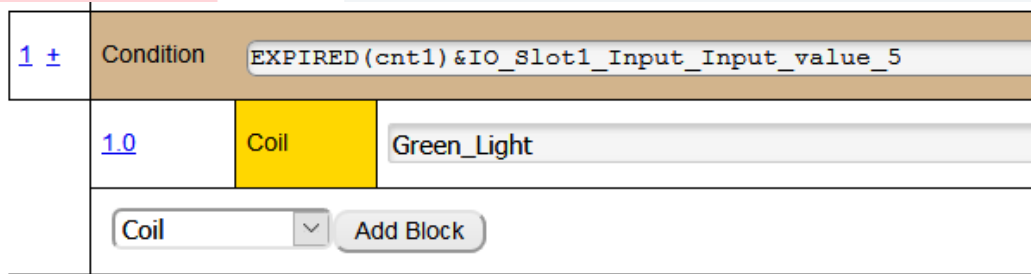 1 ± Condition EXPIRED(cnt1)&IO_Slot1_Input_Input_value_5
1.0 Coil Green_Light
Coil Add Block